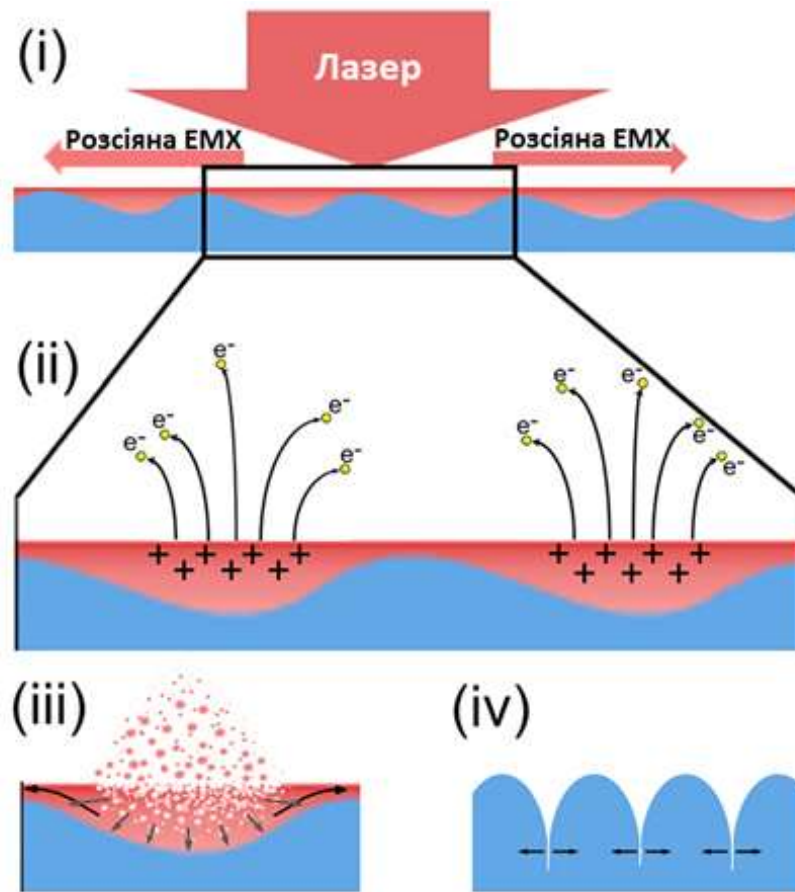 (i)
Лазер
Розсіяна ЕМХ
Розсіяна ЕМХ
(ii)
e⁻
e⁻
e⁻
e⁻
e⁻
e⁻
e⁻
e⁻
e⁻
e⁻
+ + + +
+ + +
+ + + +
+ + +
(iii)
(iv)